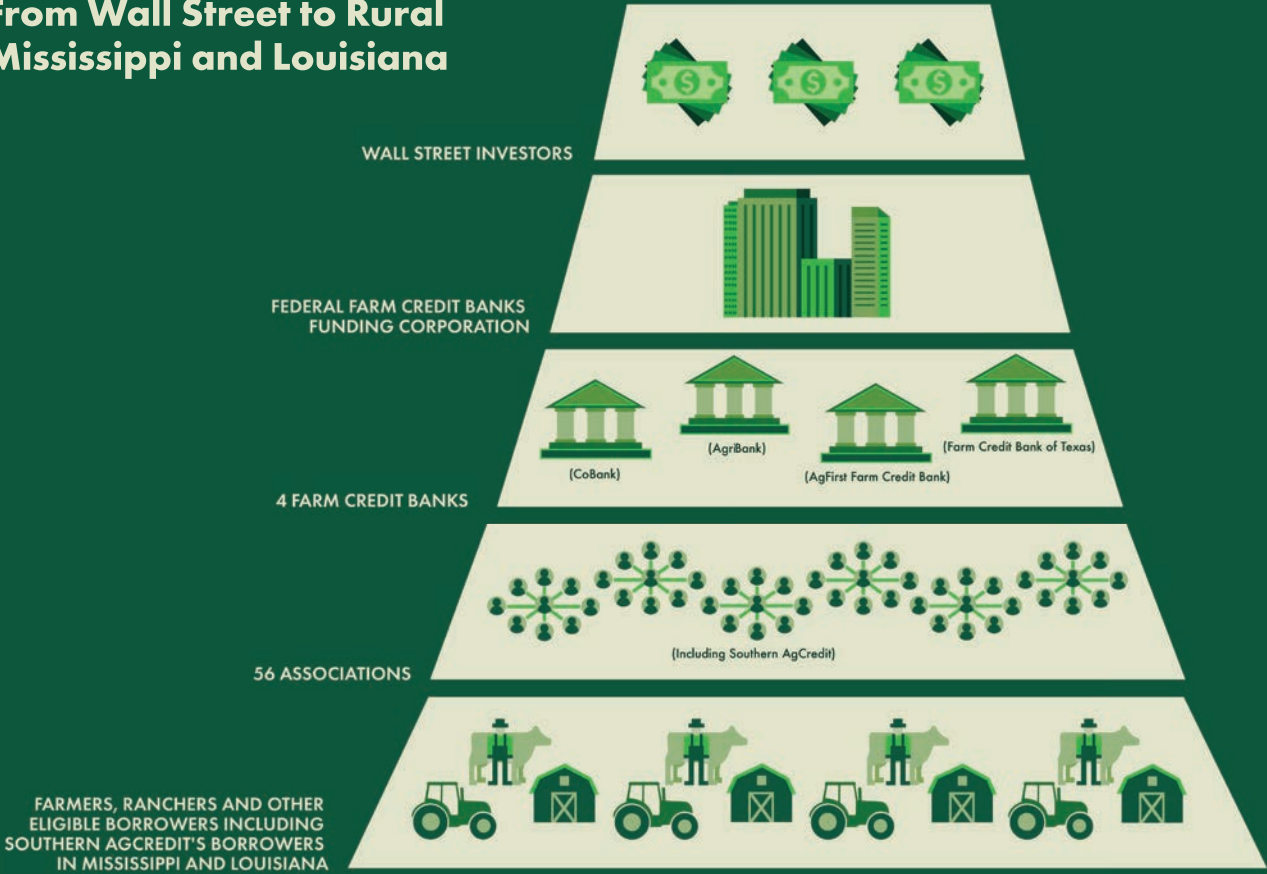 From Wall Street to Rural
Mississippi and Louisiana
WALL STREET INVESTORS
FEDERAL FARM CREDIT BANKS
FUNDING CORPORATION
(CoBank)
(AgriBank)
(AgFirst Farm Credit Bank)
(Farm Credit Bank of Texas)
4 FARM CREDIT BANKS
(Including Southern AgCredit)
56 ASSOCIATIONS
FARMERS, RANCHERS AND OTHER
ELIGIBLE BORROWERS INCLUDING
SOUTHERN AGCREDIT'S BORROWERS
IN MISSISSIPPI AND LOUISIANA